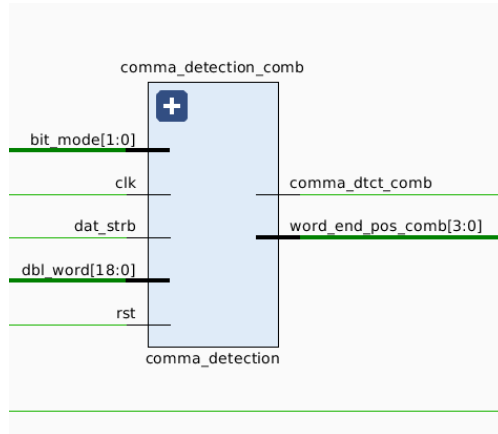 comma_detection_comb
bit_mode[1:0]
clk
comma_dtct_comb
dat_strb
word_end_pos_comb[3:0]
dbl_word[18:0]
rst
comma_detection